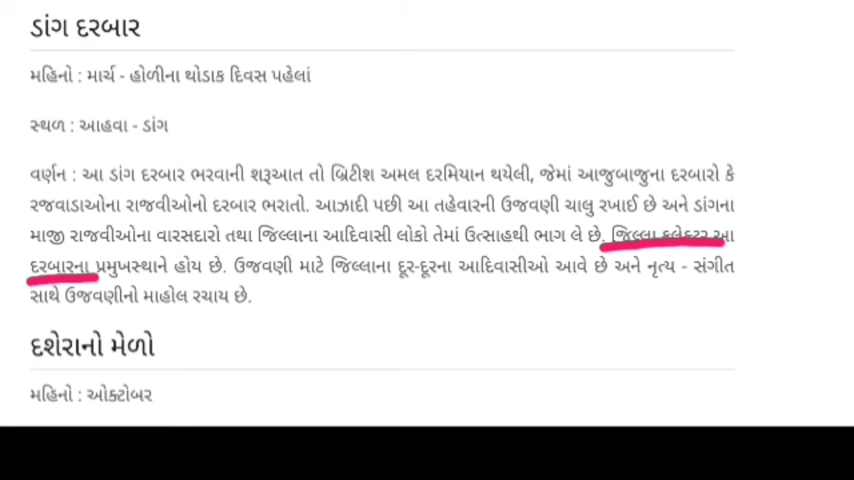 ડાંગ દરબાર
મહિનો : માર્ચ - હોળીના થોડાક દિવસ પહેલાં
સ્થળ : આહવા - ડાંગ
વર્ણન : આ ડાંગ દરબાર ભરવાની શરૂઆત તો બ્રિટીશ અમલ દરમિયાન થયેલી, જેમાં આજુબાજુના દરબારો કે
રજવાડાઓના રાજવીઓનો દરબાર ભરાતો. આઝાદી પછી આ તહેવારની ઉજવણી ચાલુ રખાઈ છે અને ડાંગના
માજી રાજવીઓના વારસદારો તથા જિલ્લાના આદિવાસી લોકો તેમાં ઉત્સાહથી ભાગ લે છે. જિલ્લા કલેક્ટર આ
દરબારના પ્રમુખસ્થાને હોય છે. ઉજવણી માટે જિલ્લાના દૂર-દૂરના આદિવાસીઓ આવે છે અને નૃત્ય - સંગીત
સાથે ઉજવણીનો માહોલ રચાય છે.
દશેરાનો મેળો
મહિનો : ઓક્ટોબર